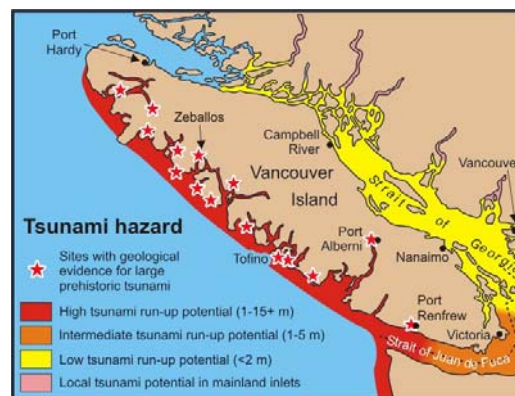 Port
Hardy
Zeballos
Campbell
River
Vancouver
Island
Vancouve
Strait of Georgia
Tsunami hazard
Sites with geological
evidence for large
prehistoric tsunami
Tofino
Port
Alberni
Nanaimo
Port
Renfrew
Victoria
Strait of Juan de Fuca
High tsunami run-up potential (1-15+ m)
Intermediate tsunami run-up potential (1-5 m)
Low tsunami run-up potential (<2 m)
Local tsunami potential in mainland inlets